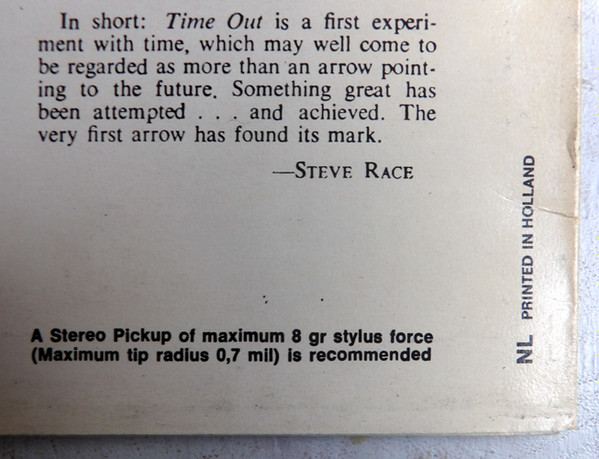 In short: Time Out is a first experi-
ment with time, which may well come to
be regarded as more than an arrow point-
ing to the future. Something great has
been attempted . . . and achieved. The
very first arrow has found its mark.
—STEVE RACE
A Stereo Pickup of maximum 8 gr stylus force
(Maximum tip radius 0,7 mil) is recommended
NL PRINTED IN HOLLAND